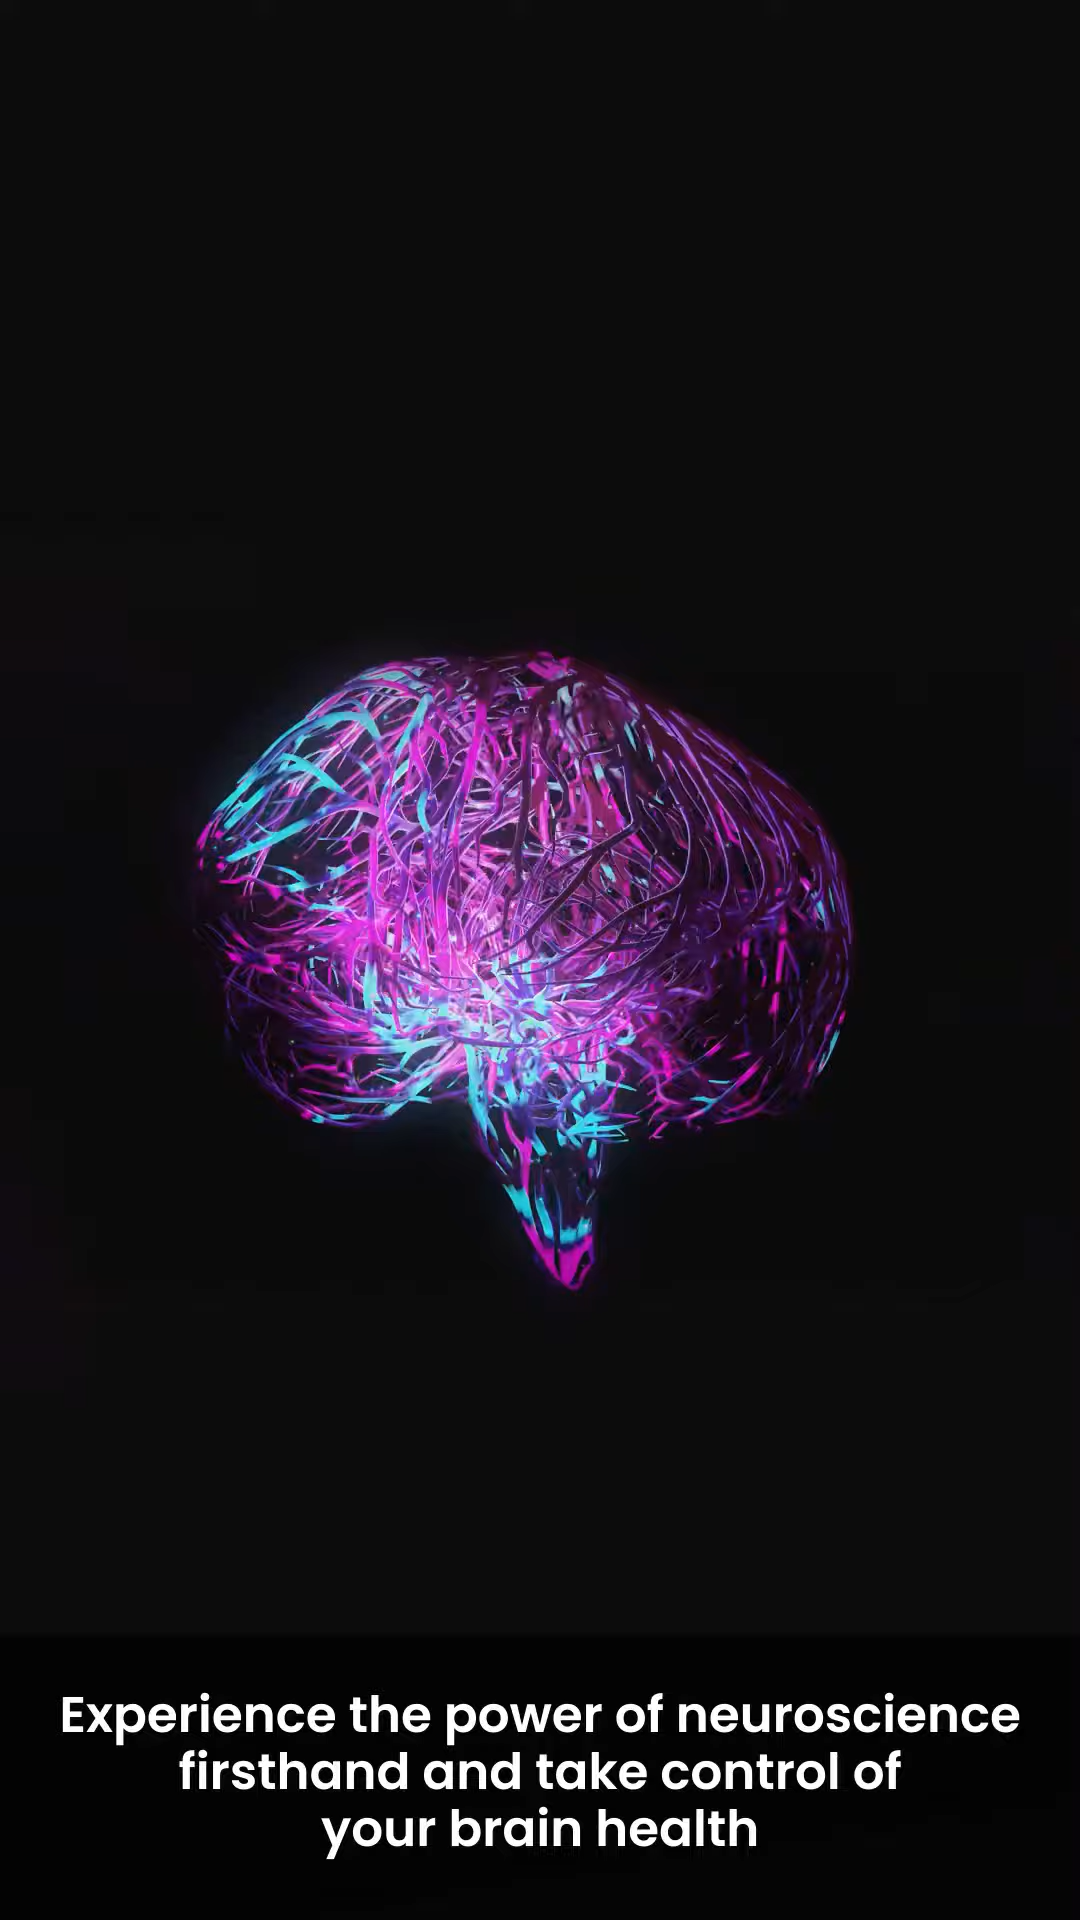 Experience the power of neuroscience
firsthand and take control of
your brain health